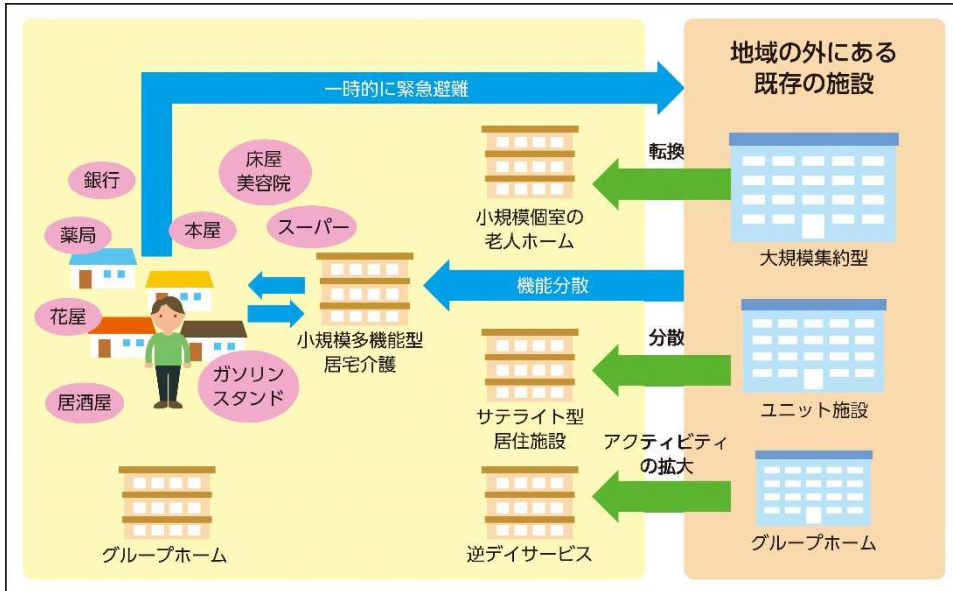 地域の外にある
既存の施設
一時的に緊急避難
銀行
床屋
美容院
薬局
本屋
スーパー
花屋
ガソリン
スタンド
居酒屋
小規模多機能型
居宅介護
グループホーム
小規模個室の
老人ホーム
転換
大規模集約型
機能分散
分散
サテライト型
居住施設
ユニット施設
アクティビティ
の拡大
逆デイサービス
グループホーム